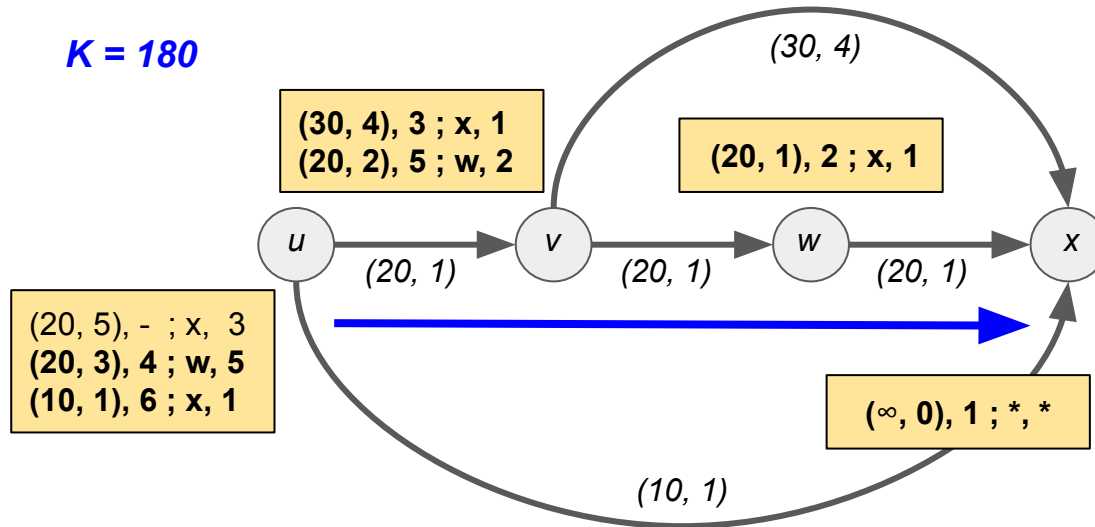 K = 180
(30, 4)
(30, 4), 3 ; x, 1
(20, 2), 5 ; w, 2
(20, 1), 2 ; x, 1
u
v
w
x
(20, 1)
(20, 1)
(20, 1)
(20, 5), - ; x, 3
(20, 3), 4 ; w, 5
(10, 1), 6 ; x, 1
(∞, 0), 1 ; *, *
(10, 1)